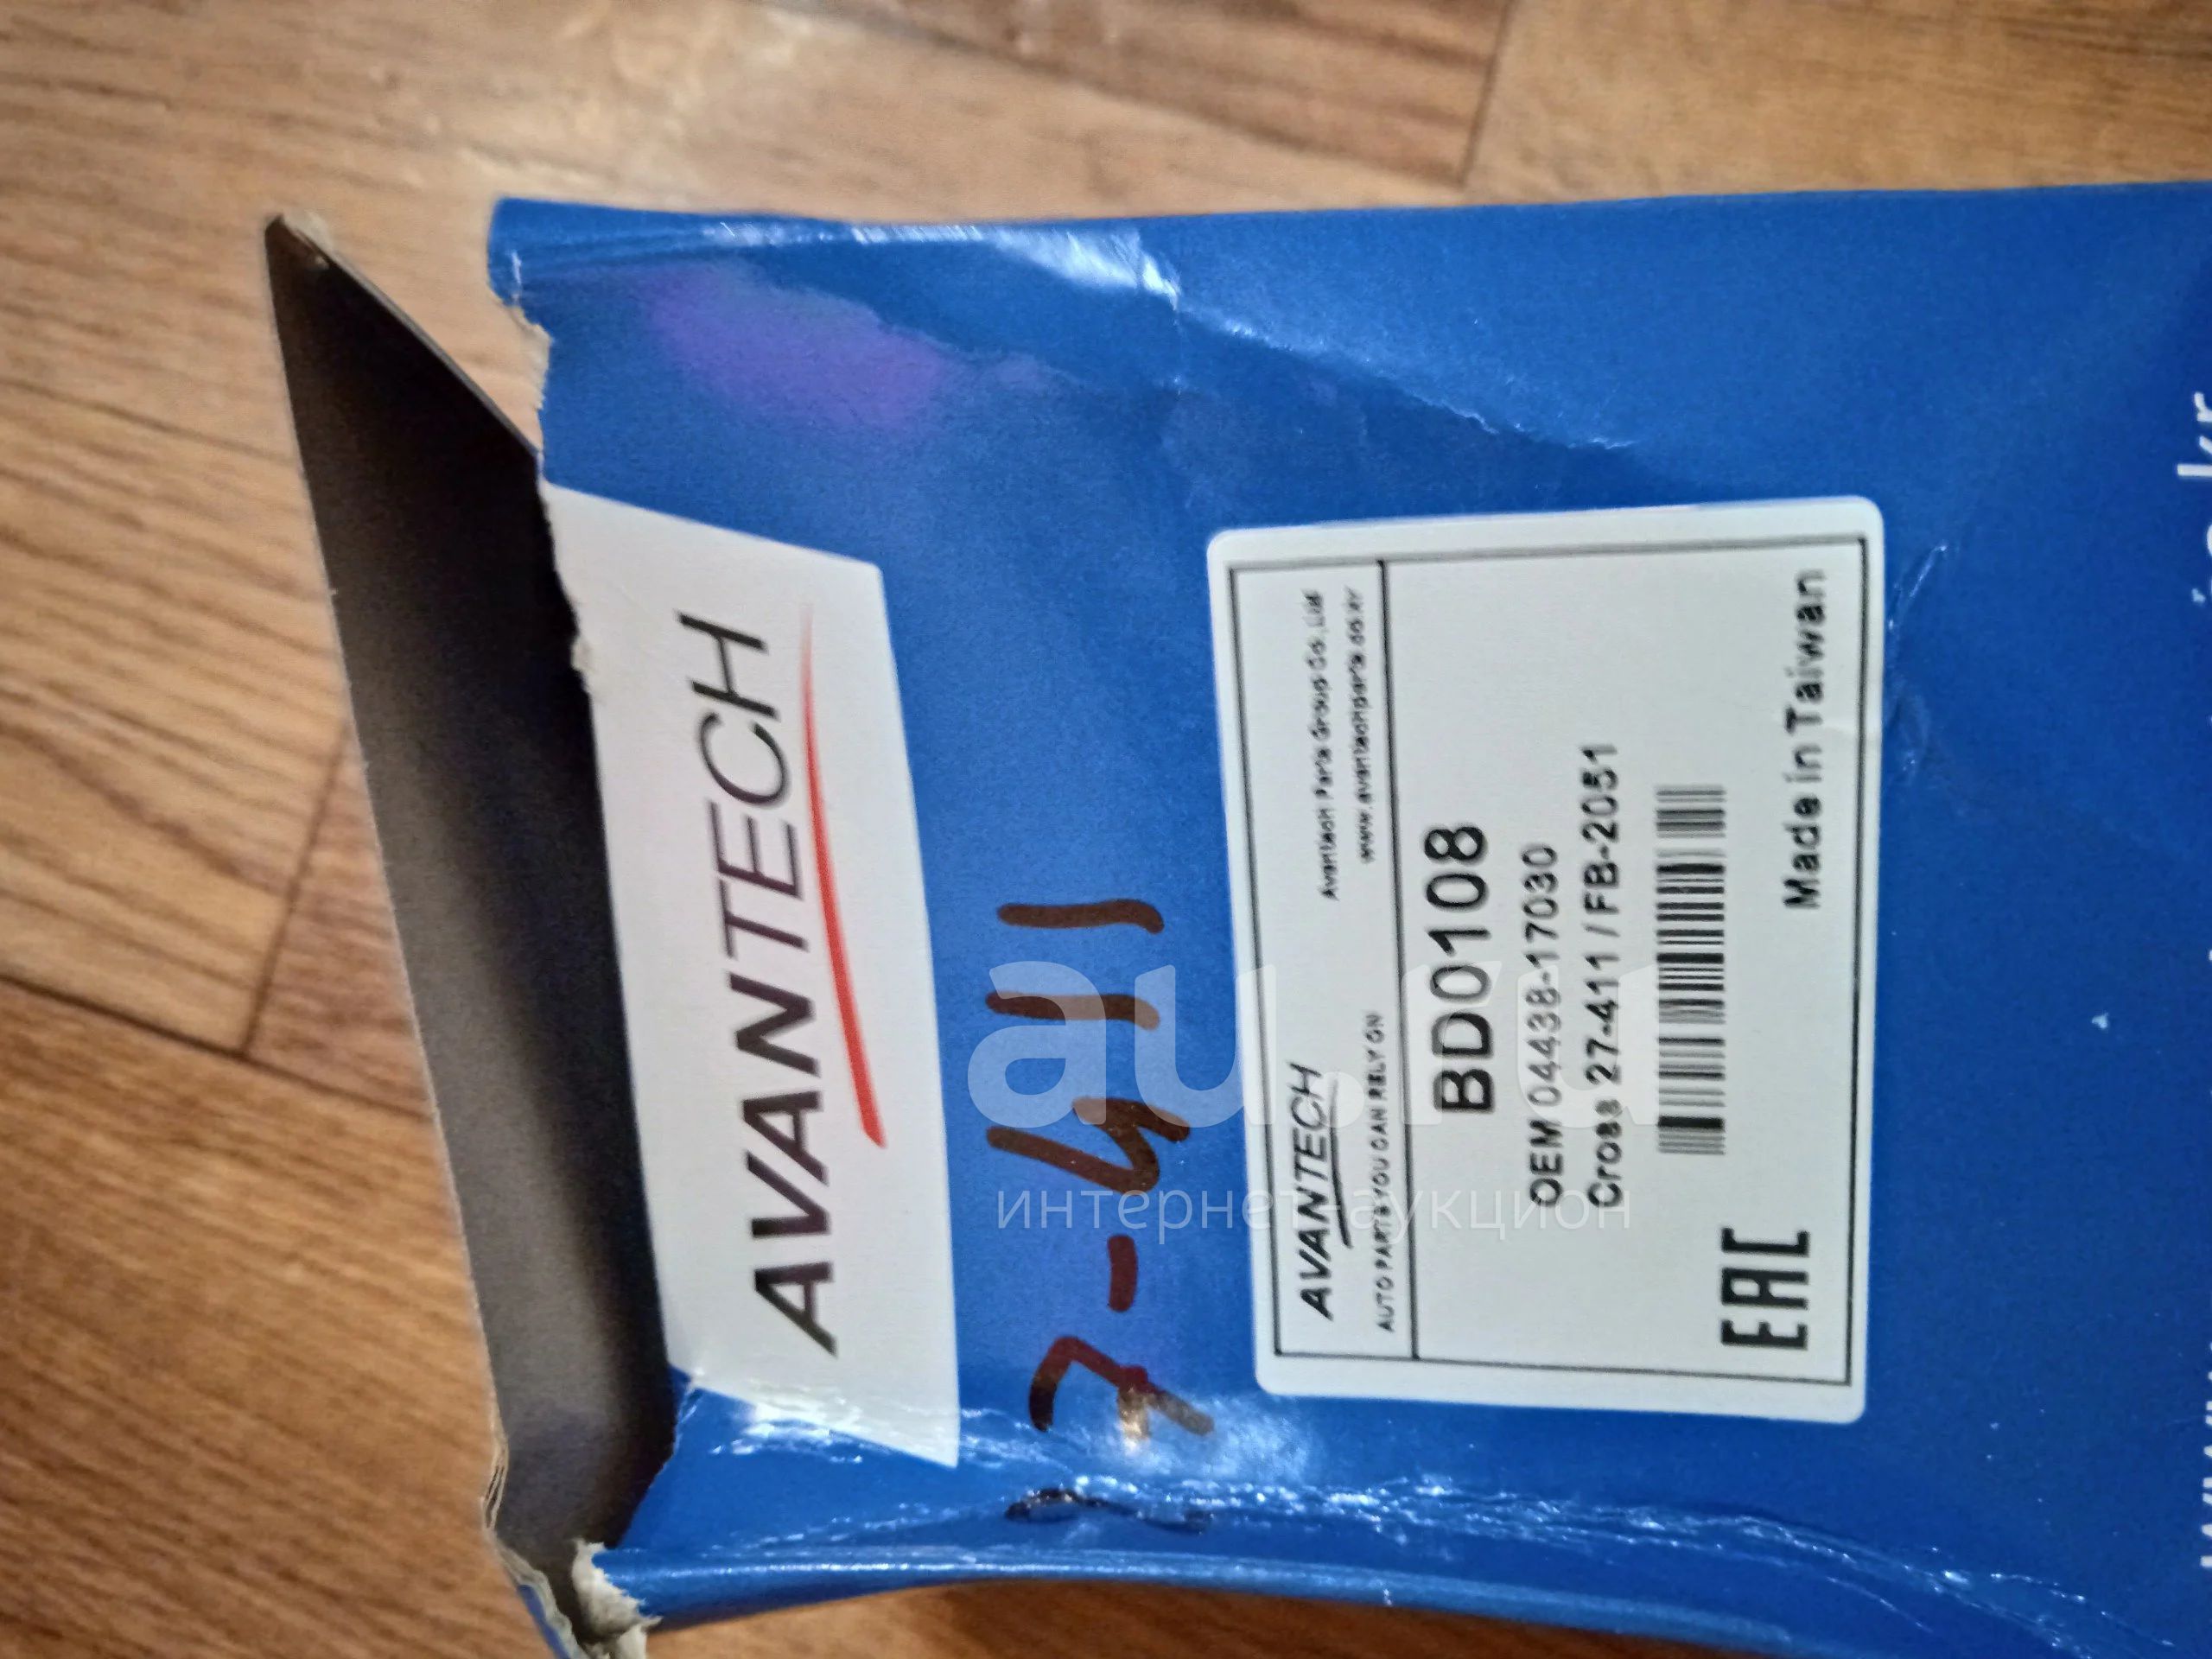 AVANTECH
27-411
AVANTECH
AUTO PARTS YOU CAN RELY ON
Avantech Parts Group Co.,Ltd
www.avantechparts.co.kr
BD0108
OEM 04438-17030
Cross 27-411 / FB-2051
EAC
Made in Taiwan
au.ru
интернет-аукцион